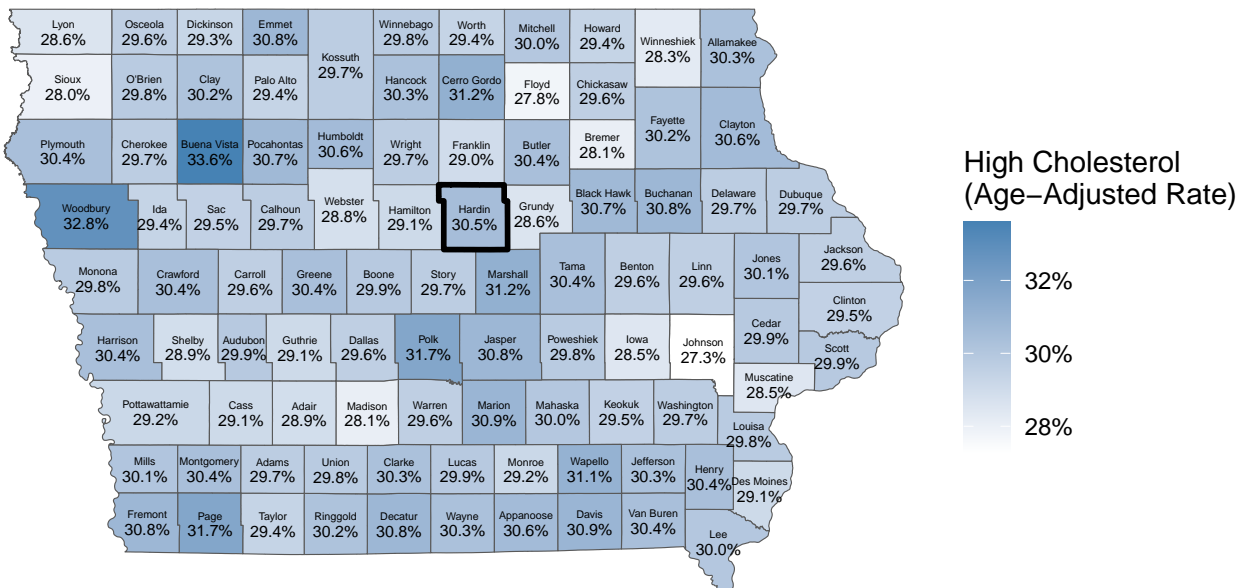 Lyon
28.6%
Osceola
29.6%
Dickinson
29.3%
Emmet
30.8%
Kossuth
29.7%
Winnebago
29.8%
Worth
29.4%
Mitchell
30.0%
Howard
29.4%
Winneshiek
28.3%
Allamakee
30.3%
Sioux
28.0%
O'Brien
29.8%
Clay
30.2%
Palo Alto
29.4%
Hancock
30.3%
Cerro Gordo
31.2%
Floyd
27.8%
Chickasaw
29.6%
Fayette
30.2%
Clayton
30.6%
Plymouth
30.4%
Cherokee
29.7%
Buena Vista
33.6%
Pocahontas
30.7%
Humboldt
30.6%
Wright
29.7%
Franklin
29.0%
Butler
30.4%
Bremer
28.1%
Woodbury
32.8%
Ida
29.4%
Sac
29.5%
Calhoun
29.7%
Webster
28.8%
Hamilton
29.1%
Hardin
30.5%
Grundy
28.6%
Black Hawk
30.7%
Buchanan
30.8%
Delaware
29.7%
Dubuque
29.7%
Monona
29.8%
Crawford
30.4%
Carroll
29.6%
Greene
30.4%
Boone
29.9%
Story
29.7%
Marshall
31.2%
Tama
30.4%
Benton
29.6%
Linn
29.6%
Jones
30.1%
Jackson
29.6%
Clinton
29.5%
Harrison
30.4%
Shelby
28.9%
Audubon
29.9%
Guthrie
29.1%
Dallas
29.6%
Polk
31.7%
Jasper
30.8%
Poweshiek
29.8%
Iowa
28.5%
Johnson
27.3%
Cedar
29.9%
Scott
29.9%
Muscatine
28.5%
Pottawattamie
29.2%
Cass
29.1%
Adair
28.9%
Madison
28.1%
Warren
29.6%
Marion
30.9%
Mahaska
30.0%
Keokuk
29.5%
Washington
29.7%
Louisa
29.8%
Mills
30.1%
Montgomery
30.4%
Adams
29.7%
Union
29.8%
Clarke
30.3%
Lucas
29.9%
Monroe
29.2%
Wapello
31.1%
Jefferson
30.3%
Henry
30.4%
Des Moines
29.1%
Fremont
30.8%
Page
31.7%
Taylor
29.4%
Ringgold
30.2%
Decatur
30.8%
Wayne
30.3%
Appanoose
30.6%
Davis
30.9%
Van Buren
30.4%
Lee
30.0%
High Cholesterol
(Age−Adjusted Rate)
32%
30%
28%